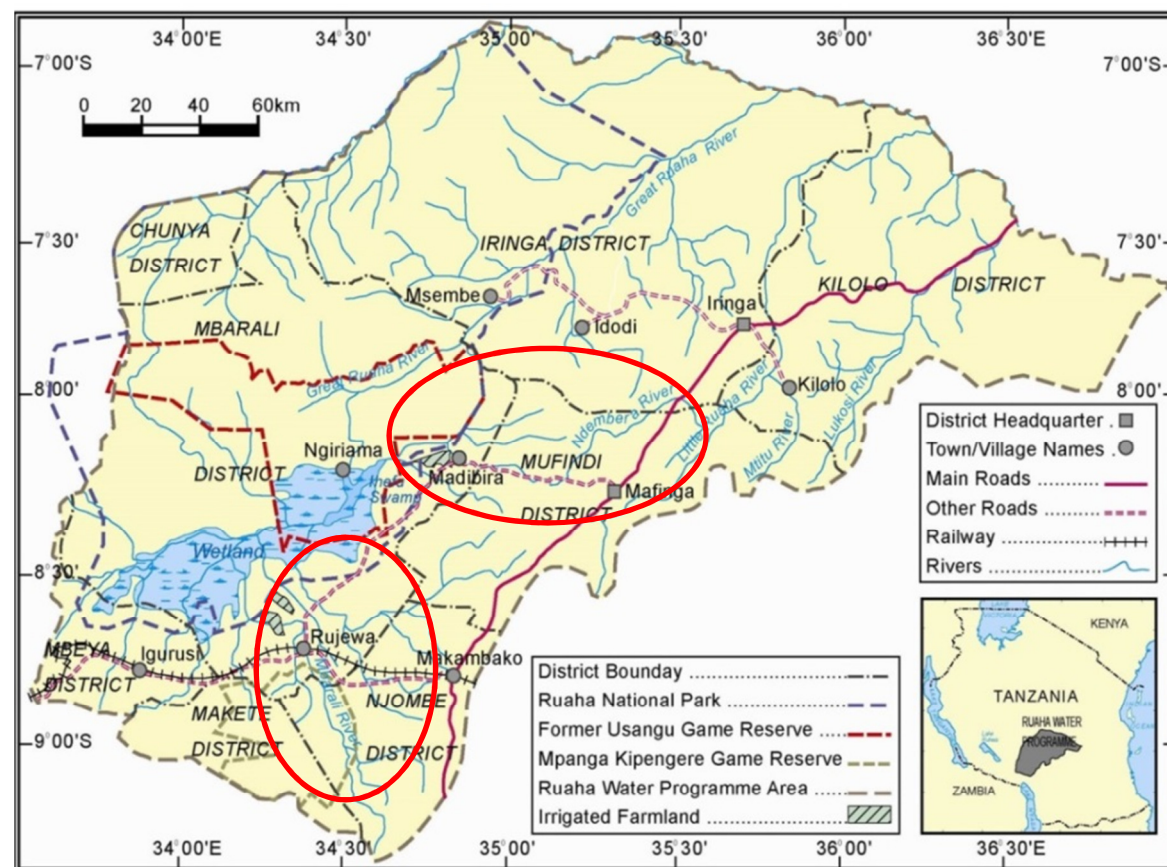 34°00'E 34°30' 35°00' 35°30' 36°00' 36°30'
7°00'S 7°00'S
0 20 40 60km
Great Ruaha River
CHUNYA
DISTRICT
7°30' 7°30'
IRINGA DISTRICT
KILOLO DISTRICT
Msembe
Iringa
Idodi
MBARALI
Great Ruaha River
8°00' 8°00'
Kilolo
Ndembera River
Little Ruaha River
Mtitu River
Lukosi River
Ngiriama
DISTRICT
Ihefa
Swamp
Madibira
MUFINDI
Mafinga
DISTRICT
District Headquarter .
Town/Village Names .
Main Roads
Other Roads
Railway
Rivers
Wetland
8°30'
Rujewa
MBEYA
Igurusi
Makambako
DISTRICT
Mbarali River
NJOMBE
MAKETE
9°00'S
DISTRICT
DISTRICT
District Bounday
Ruaha National Park
Former Usangu Game Reserve
Mpanga Kipengere Game Reserve
Ruaha Water Programme Area
Irrigated Farmland
KENYA
TANZANIA
RUAHA WATER
PROGRAMME
ZAMBIA
34°00'E 34°30' 35°00' 35°30' 36°00' 36°30'